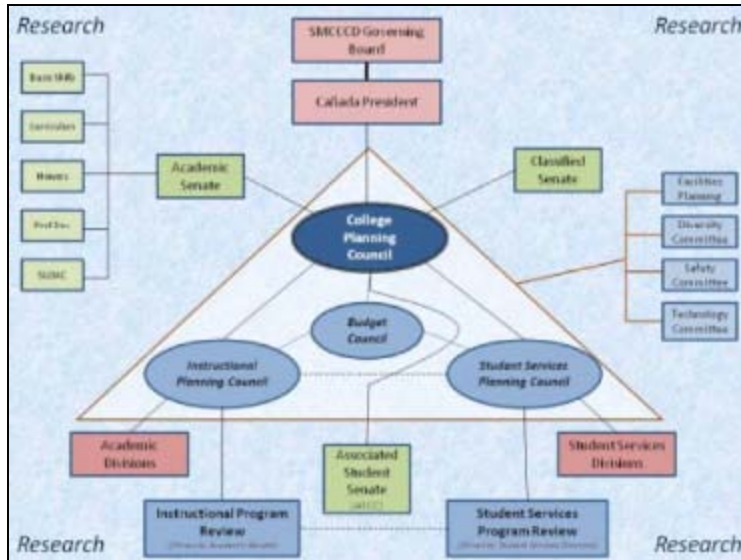 Research
Research
SMCCCD Governing
Board
Cañada President
Basic Skills
Curriculum
Honors
Prof Dev
Academic
Senate
Classified
Senate
Facilities
Planning
Diversity
Committee
Safety
Committee
Technology
Committee
College
Planning
Council
Budget
Council
Instructional
Planning Council
Student Services
Planning Council
Academic
Divisions
Associated
Student
Senate
Student Services
Divisions
Instructional Program
Review
Student Services
Program Review
Research
Research